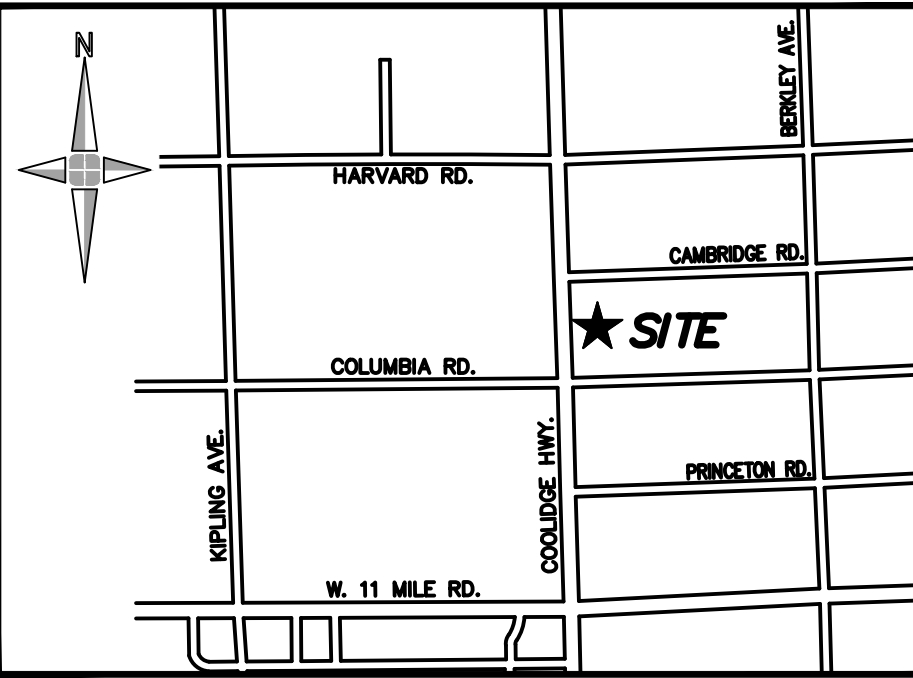 N
BERKLEY AVE.
HARVARD RD.
CAMBRIDGE RD.
SITE
COLUMBIA RD.
KIPLING AVE.
COOLIDGE HWY.
PRINCETON RD.
W. 11 MILE RD.